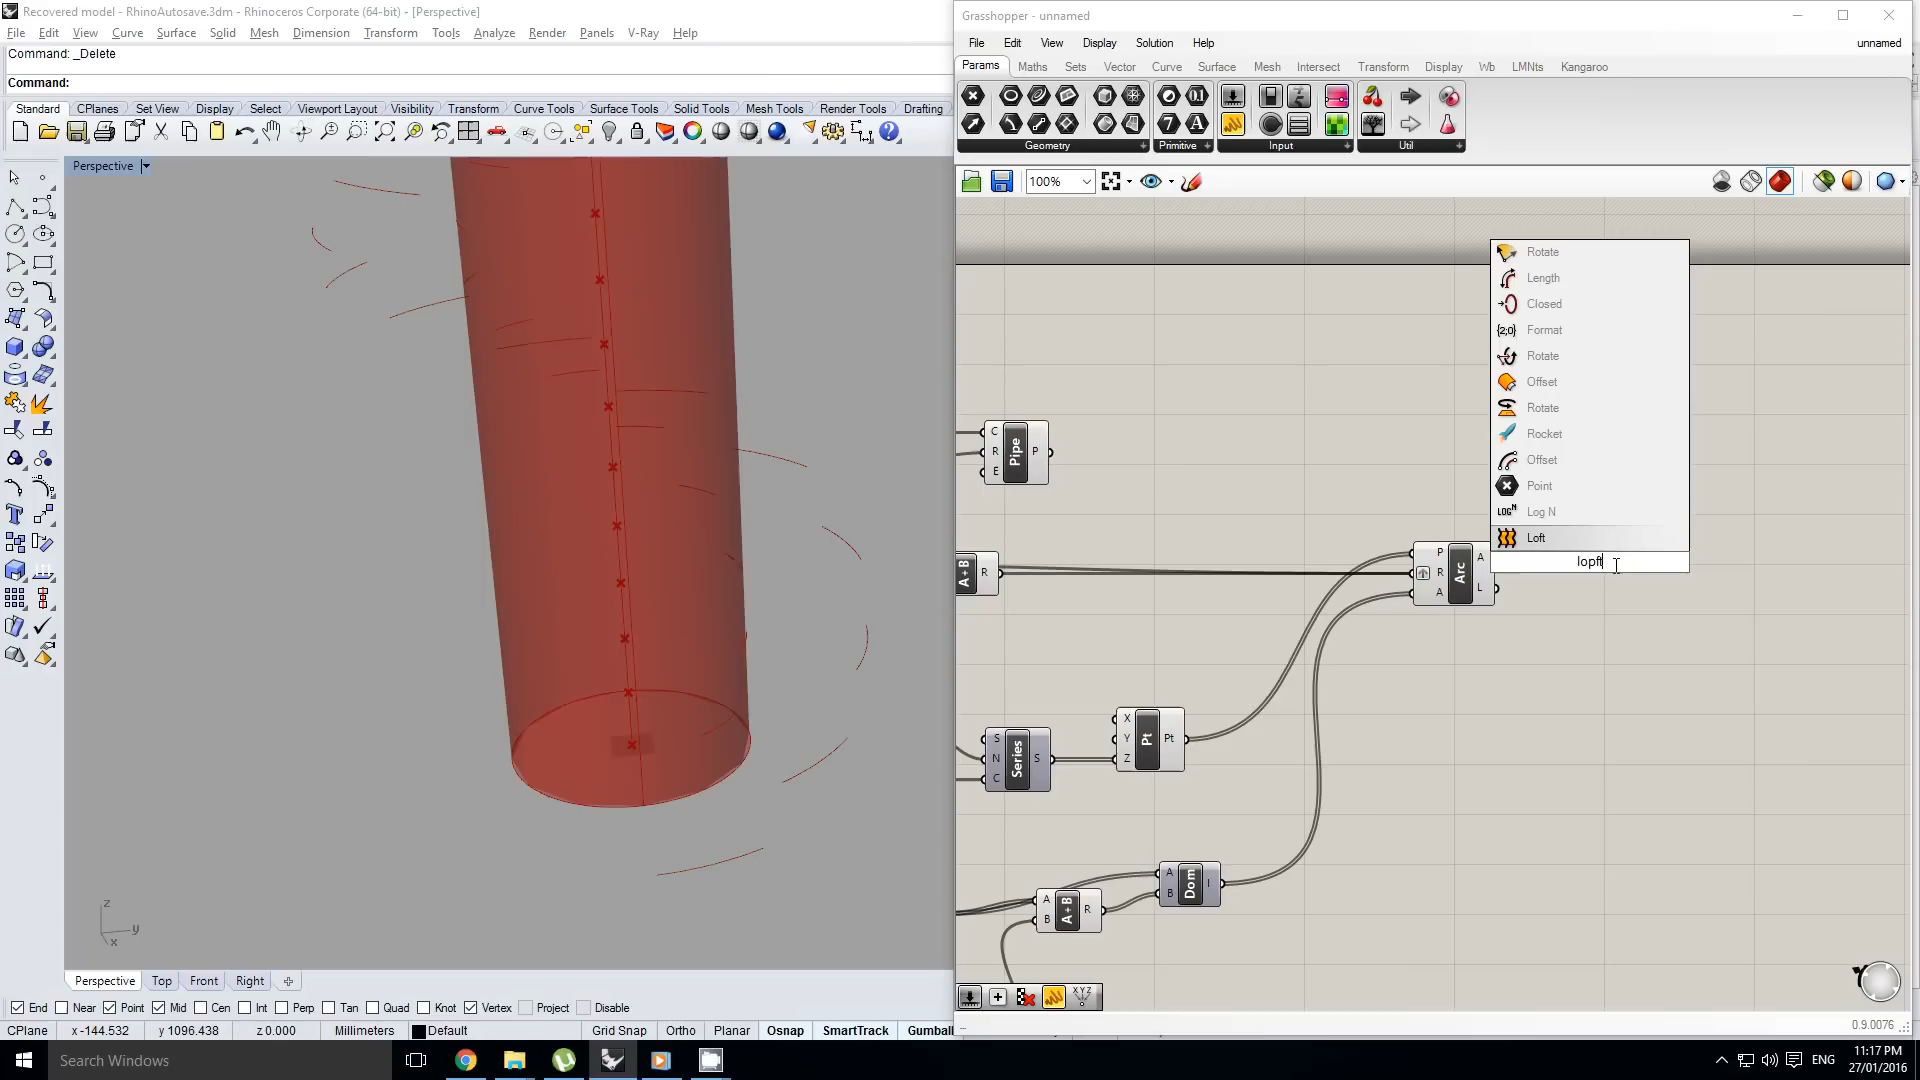 Recovered model - RhinoAutosave.3dm - Rhinoceros Corporate (64-bit) - [Perspective]
File Edit View Curve Surface Solid Mesh Dimension Transform Tools Analyze Render Panels V-Ray Help
Command: _Delete
Command:
Standard CPlanes Set View Display Select Viewport Layout Visibility Transform Curve Tools Surface Tools Solid Tools Mesh Tools Render Tools Drafting
Perspective
z
y
x
Perspective Top Front Right
End Near Point Mid Cen Int Perp Tan Quad Knot Vertex Project Disable
CPlane x -144.532 y 1096.438 z 0.000 Millimeters Default Grid Snap Ortho Planar Osnap SmartTrack Gumball
Grasshopper - unnamed
File Edit View Display Solution Help unnamed
Params Maths Sets Vector Curve Surface Mesh Intersect Transform Display Wb LMNts Kangaroo
Geometry Primitive Input Util
100%
Rotate
Length
Closed
Format
Rotate
Offset
Rotate
Rocket
Offset
Point
Log N
Loft
lopft
C R E Pipe P
A+B R
P R A Arc A L
S N C Series S
X Y Z Pt Pt
A B A+B R
A B Dom I
XYZ
0.9.0076
Search Windows
ENG
11:17 PM
27/01/2016